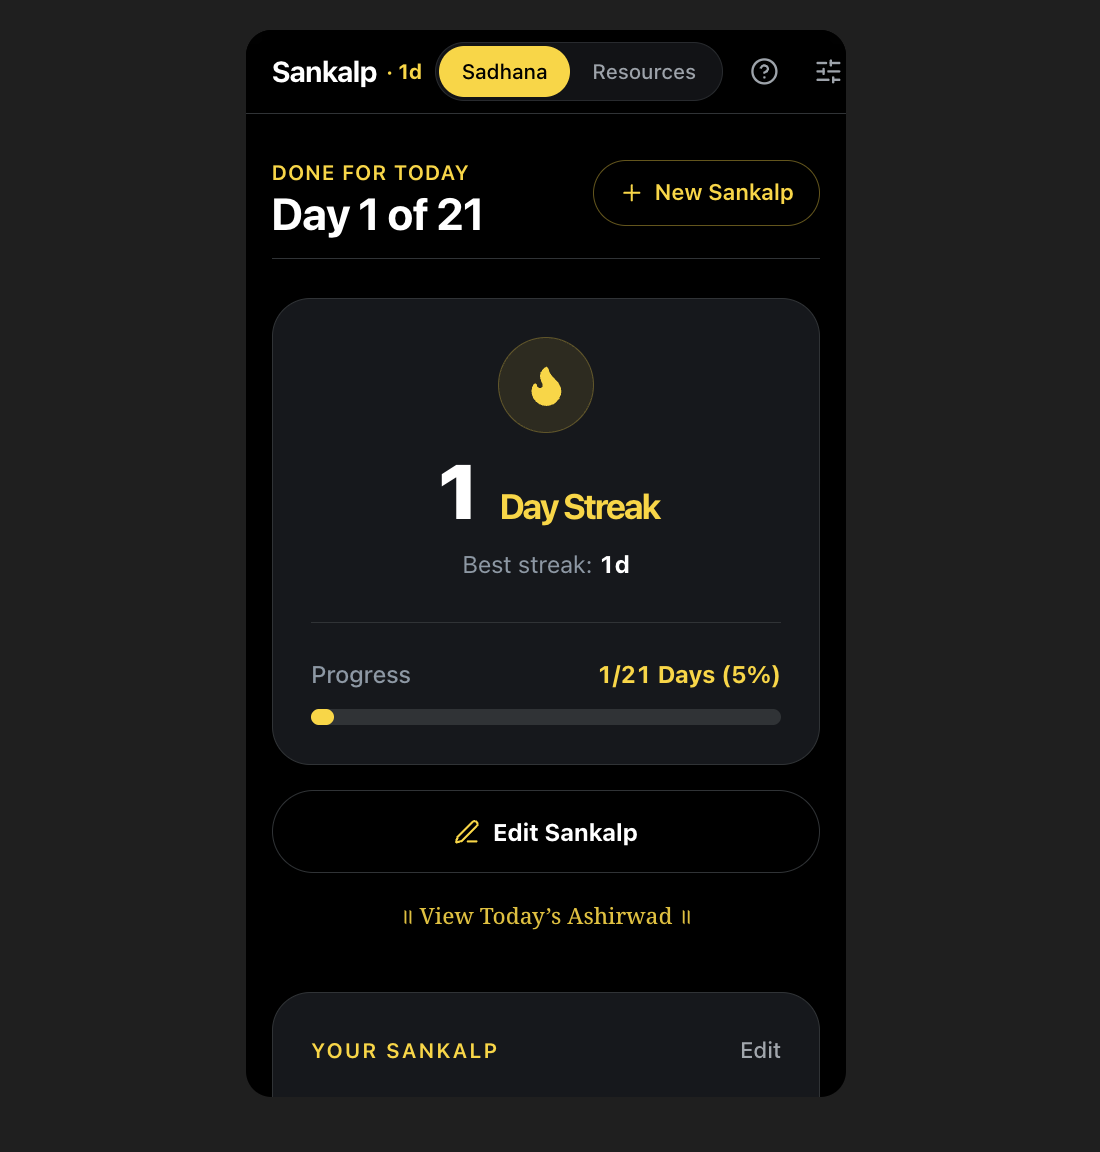 Sankalp · 1d Sadhana Resources
DONE FOR TODAY
Day 1 of 21
+ New Sankalp
1 Day Streak
Best streak: 1d
Progress 1/21 Days (5%)
Edit Sankalp
॥ View Today’s Ashirwad ॥
YOUR SANKALP Edit